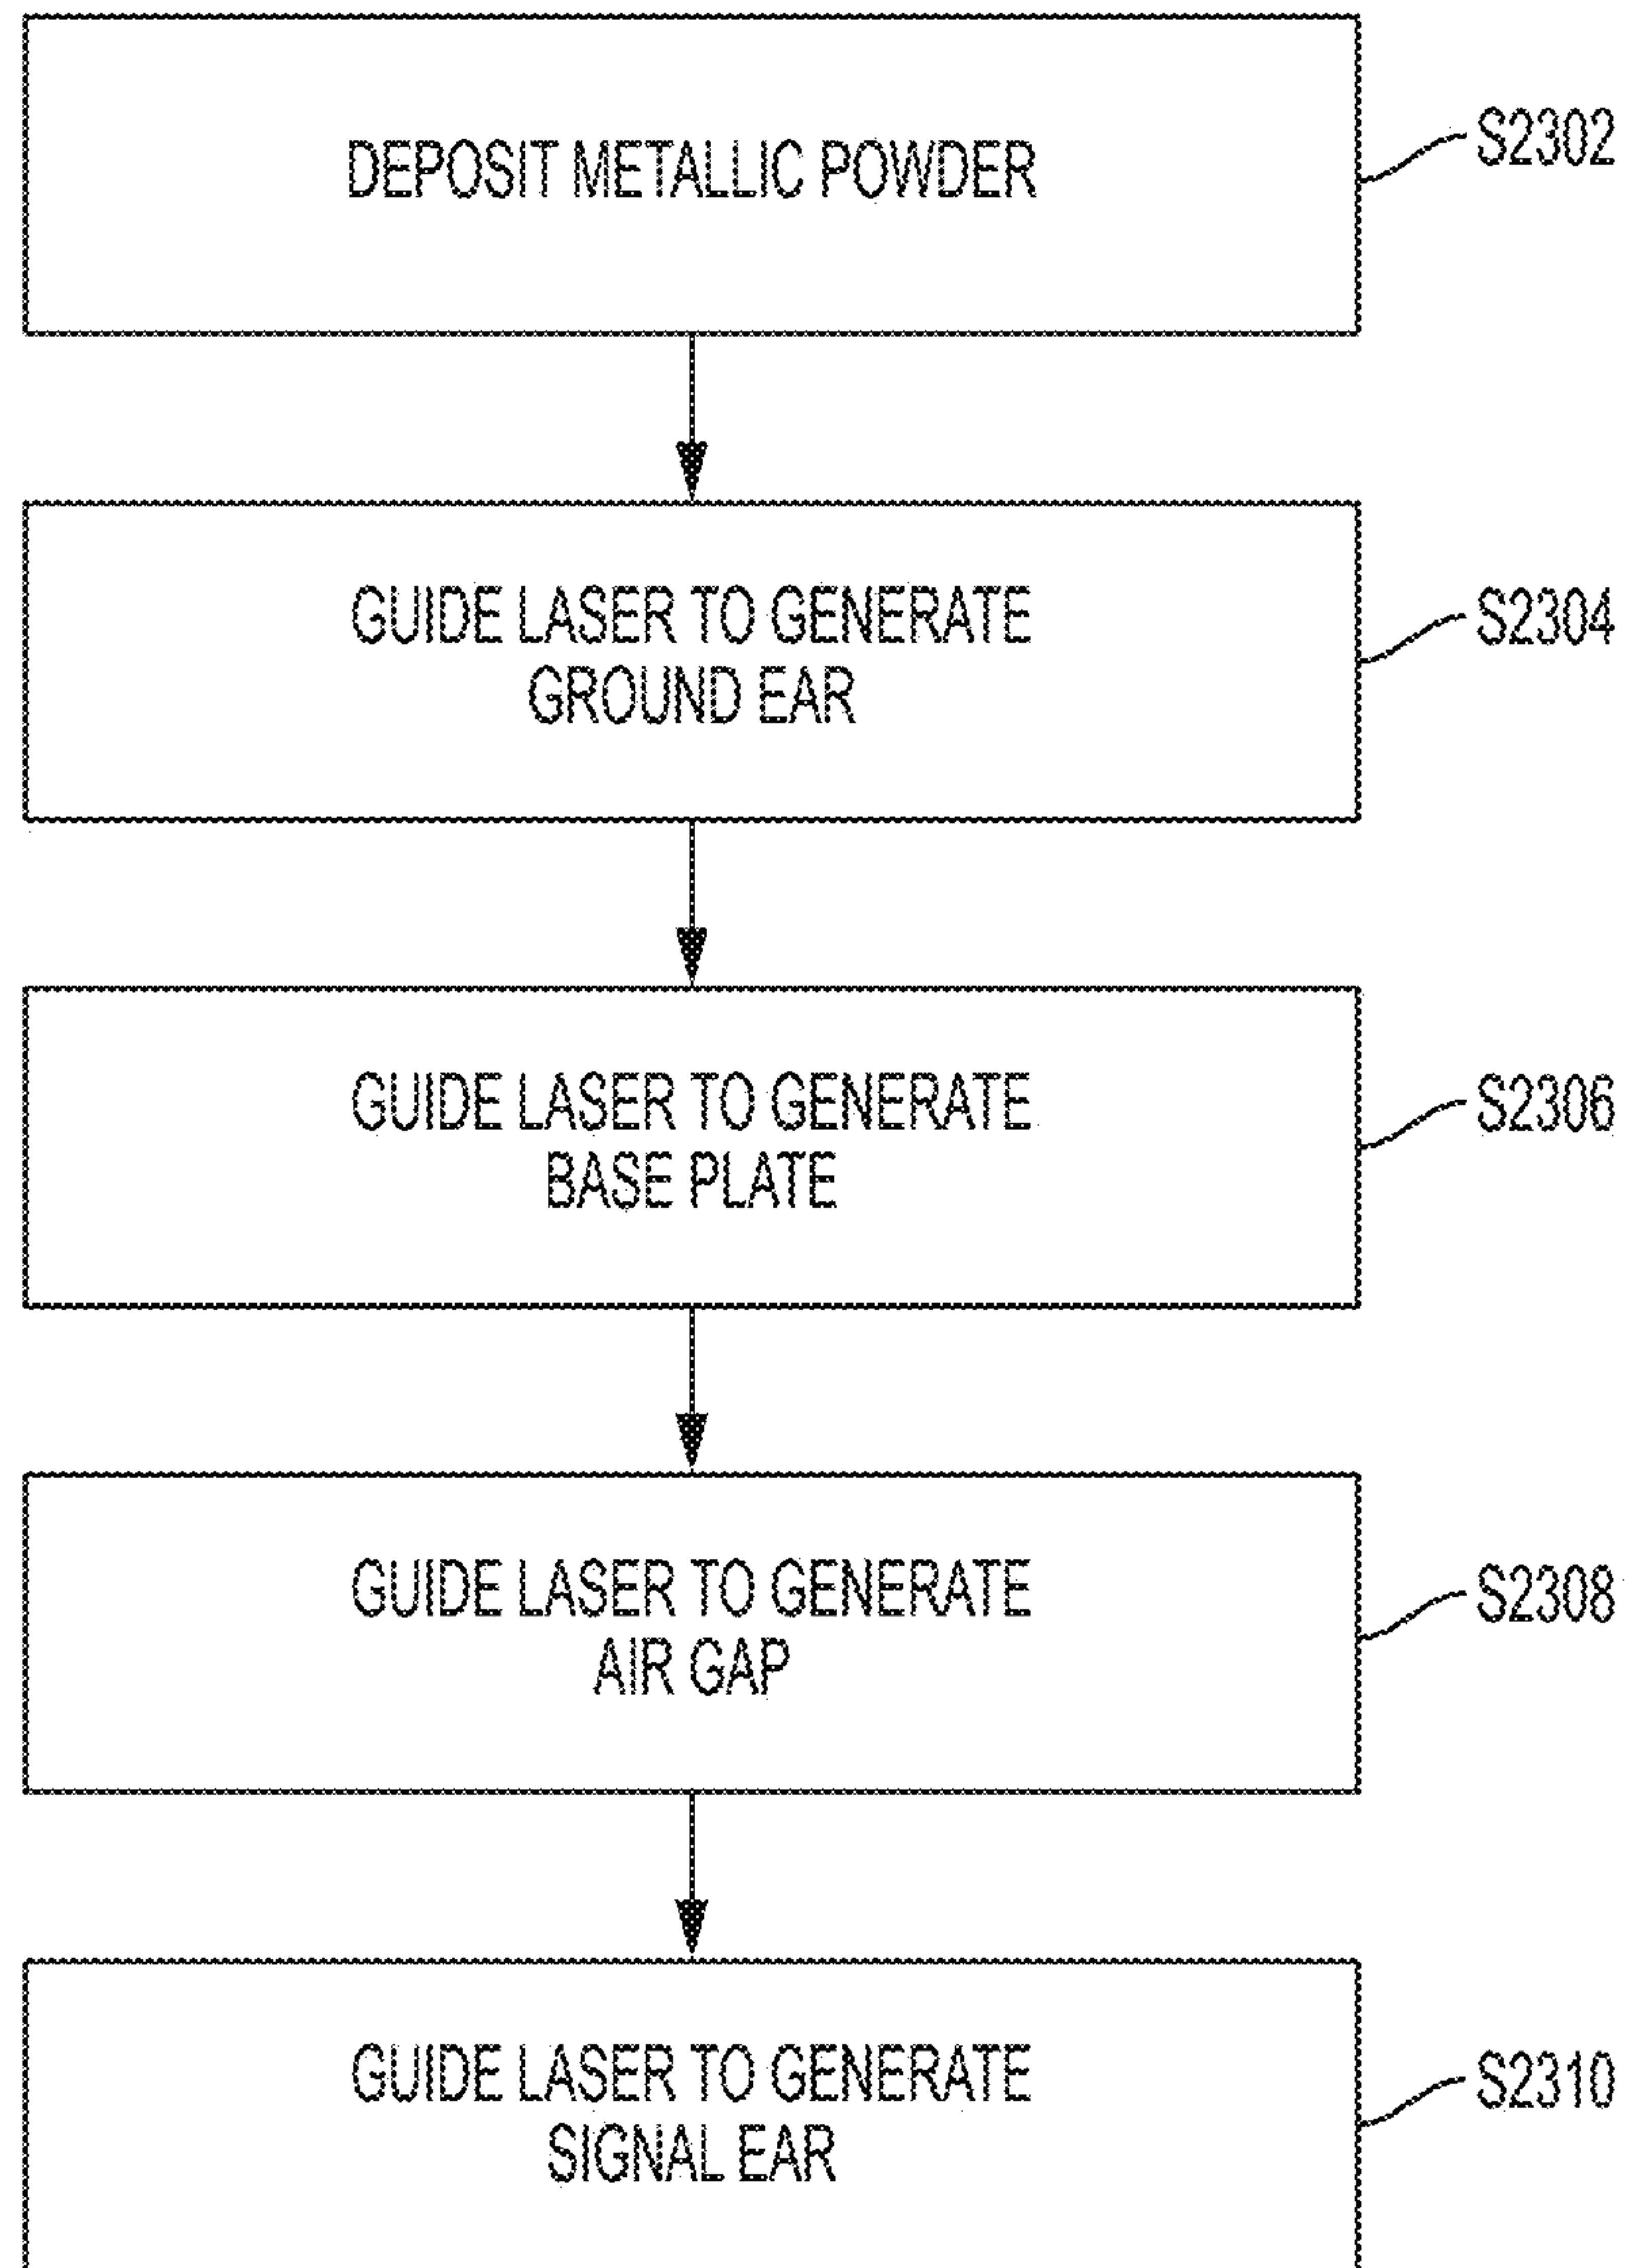 DEPOSIT METALLIC POWDER
S2302
GUIDE LASER TO GENERATE
GROUND EAR
S2304
GUIDE LASER TO GENERATE
BASE PLATE
S2306
GUIDE LASER TO GENERATE
AIR GAP
S2308
GUIDE LASER TO GENERATE
SIGNAL EAR
S2310